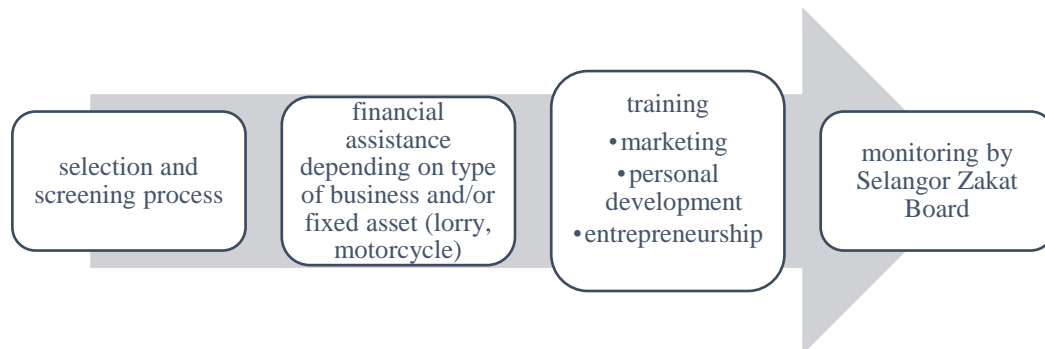 selection and
screening process
financial
assistance
depending on type
of business and/or
fixed asset (lorry,
motorcycle)
training
•marketing
•personal
development
•entrepreneurship
monitoring by
Selangor Zakat
Board